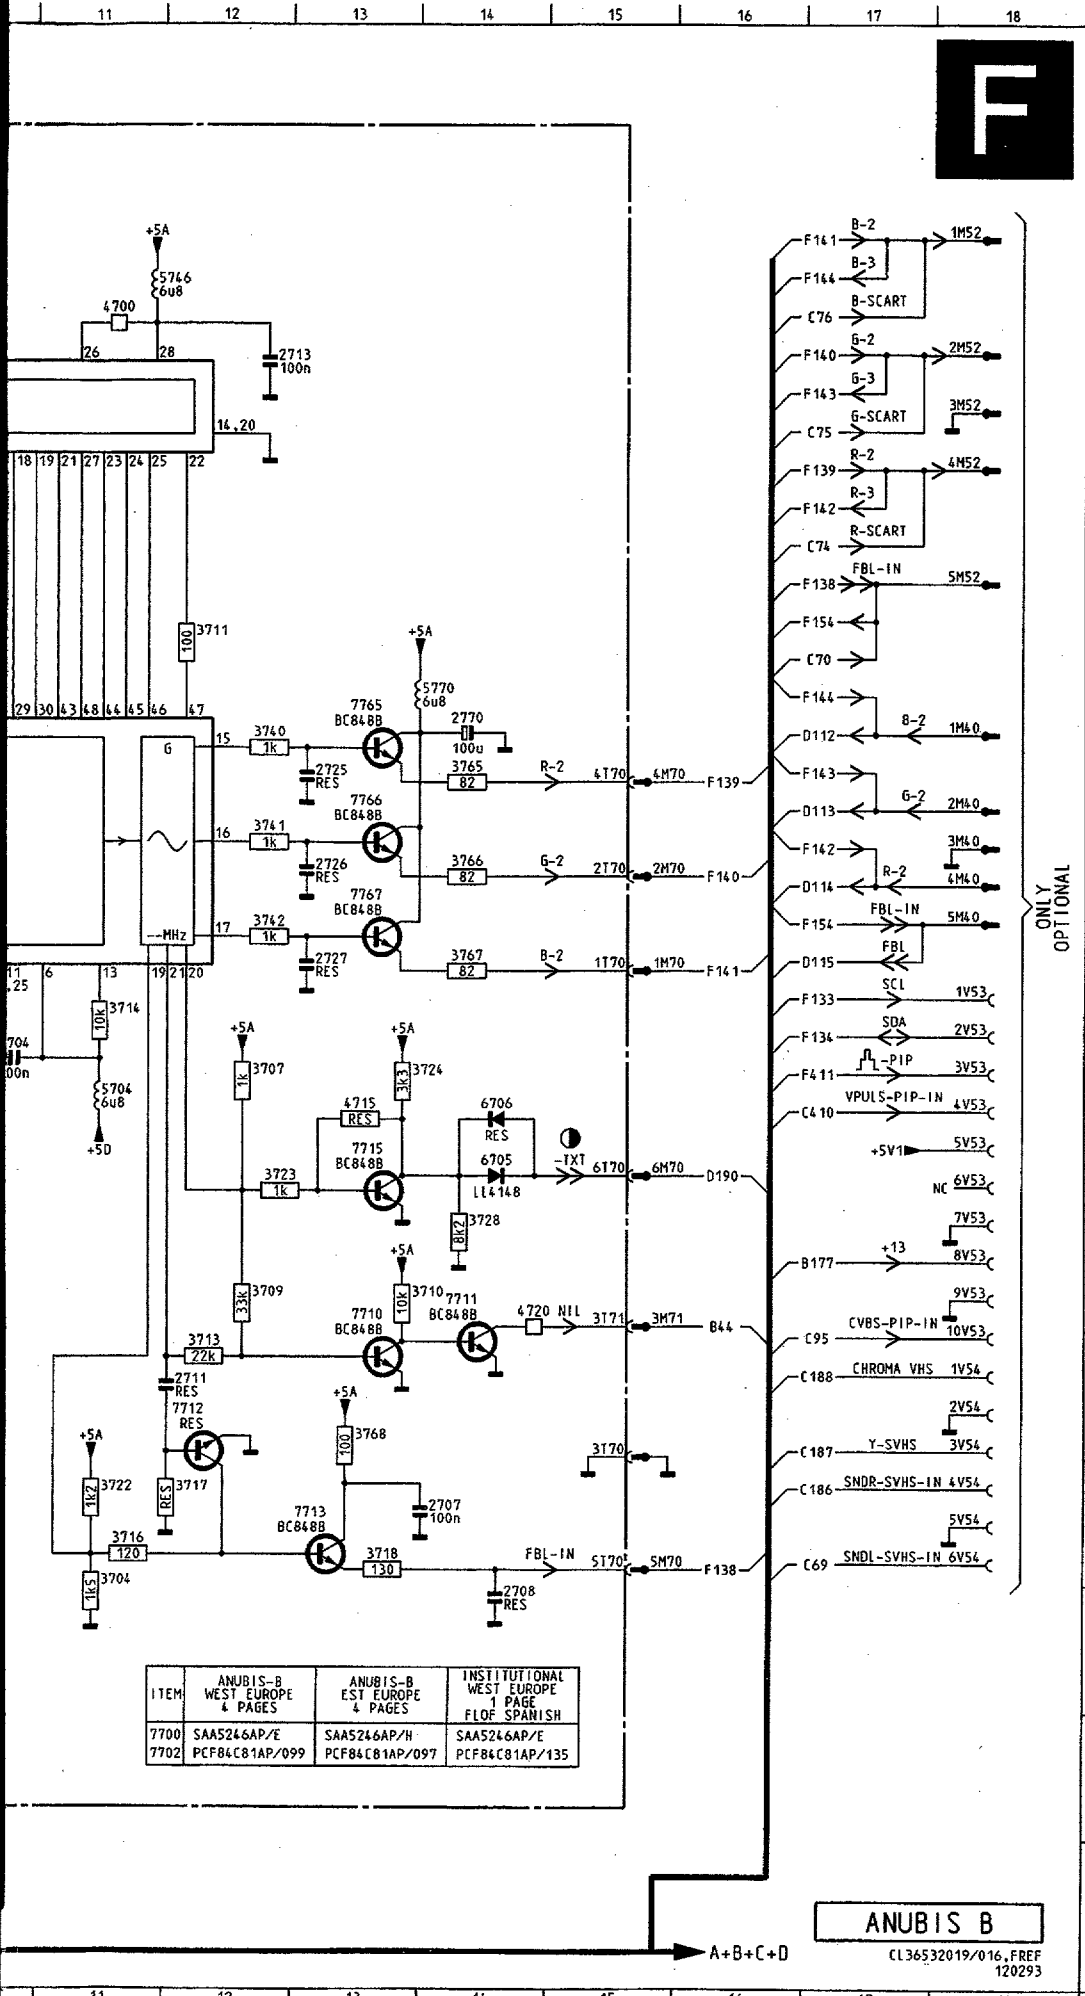 11 12 13 14 15 16 17 18
F
+5A
5746
6u8
4700
26
28
2713
100n
14,20
18 19 21 27 23 24 25 22
3711
100
29 30 43 48 44 45 46 47
+5A
5770
6u8
7765
BC848B
2770
100u
G
15
3740
1k
2725
RES
3765
82
R-2
4T70
4M70
F139
7766
BC848B
16
3741
1k
2726
RES
3766
82
G-2
2T70
2M70
F140
7767
BC848B
--MHz
17
3742
1k
2727
RES
3767
82
B-2
1T70
1M70
F141
11 6 13 19 21 20
,25
3714
10k
704
00n
5704
6u8
+5D
+5A
3707
1k
+5A
3724
3k3
4715
RES
7715
BC848B
3723
1k
6706
RES
6705
LL4148
-TXT
6T70
6M70
D190
3728
8k2
3709
33k
+5A
3710
10k
7710
BC848B
7711
BC848B
4720 NIL
3T71
3M71
B44
3713
22k
2711
RES
7712
RES
3717
RES
+5A
3768
100
3T70
+5A
3722
1k2
7713
BC848B
2707
100n
3716
120
3704
1k5
3718
130
FBL-IN
5T70
5M70
F138
2708
RES
F141 B-2 1M52
F144 B-3
C76 B-SCART
F140 G-2 2M52
F143 G-3
3M52
C75 G-SCART
F139 R-2 4M52
F142 R-3
C74 R-SCART
F138 FBL-IN 5M52
F154
C70
F144
D112 B-2 1M40
F143
D113 G-2 2M40
F142 3M40
D114 R-2 4M40
F154 FBL-IN 5M40
D115 FBL
F133 SCL 1V53
F134 SDA 2V53
F411 -PIP 3V53
C410 VPULS-PIP-IN 4V53
+5V1 5V53
NC 6V53
7V53
B177 +13 8V53
9V53
C95 CVBS-PIP-IN 10V53
C188 CHROMA VHS 1V54
2V54
C187 Y-SVHS 3V54
C186 SNDR-SVHS-IN 4V54
5V54
C69 SNDL-SVHS-IN 6V54
ONLY
OPTIONAL
ITEM ANUBIS-B WEST EUROPE 4 PAGES ANUBIS-B EST EUROPE 4 PAGES INSTITUTIONAL WEST EUROPE 1 PAGE FLOF SPANISH
7700 SAA5246AP/E SAA5246AP/H SAA5246AP/E
7702 PCF84C81AP/099 PCF84C81AP/097 PCF84C81AP/135
A+B+C+D
ANUBIS B
CL36532019/016.FREF
120293